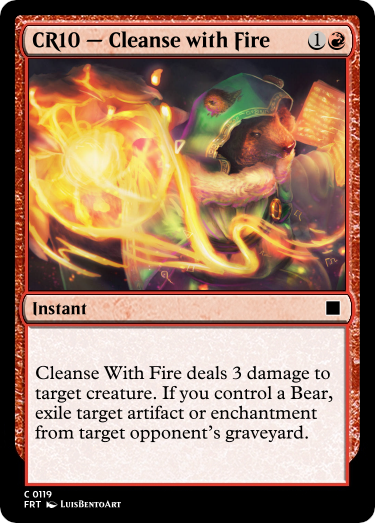 CR10 — Cleanse with Fire 1
Instant
Cleanse With Fire deals 3 damage to
target creature. If you control a Bear,
exile target artifact or enchantment
from target opponent's graveyard.
C 0119
FRT LuisBentoArt